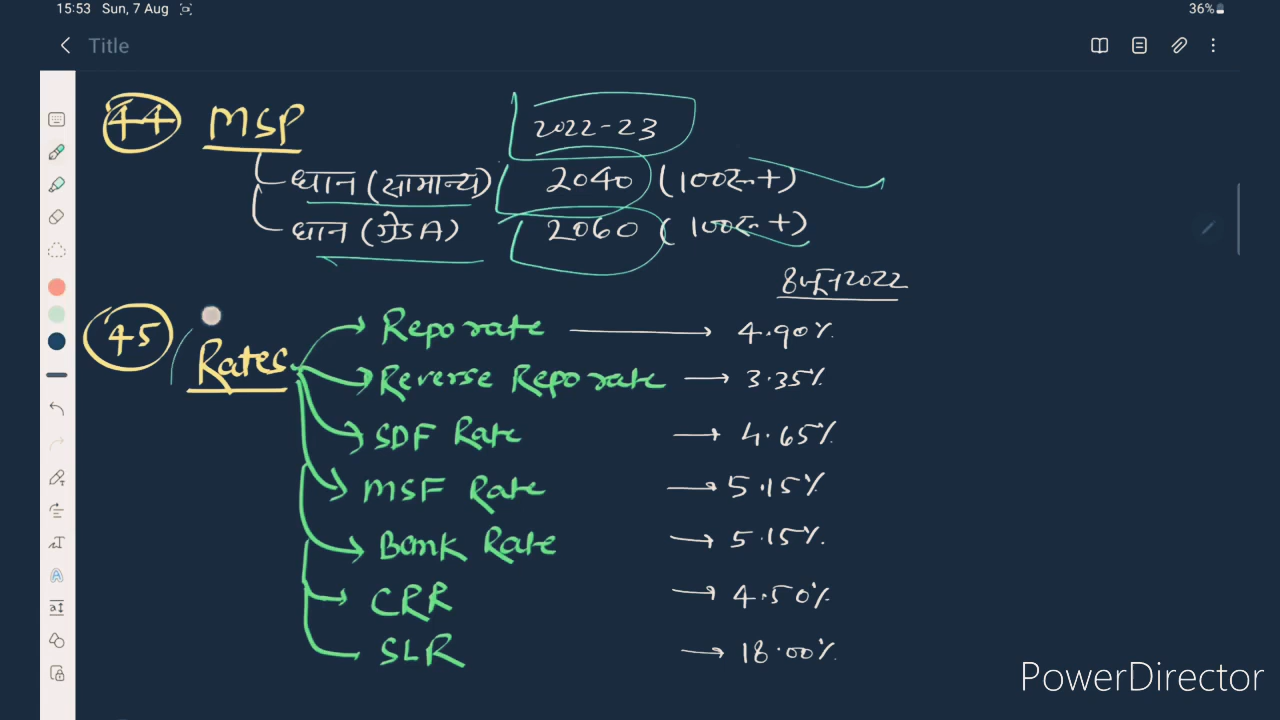 15:53 Sun, 7 Aug 36%
Title
44 MSP 2022-23
धान (सामान्य) 2040 (100रू+)
धान (ग्रेड A) 2060 (100रू+)
8 जून 2022
45 Rates
Repo rate → 4.90%
Reverse Repo rate → 3.35%
SDF Rate → 4.65%
MSF Rate → 5.15%
Bank Rate → 5.15%
CRR → 4.50%
SLR → 18.00%
PowerDirector